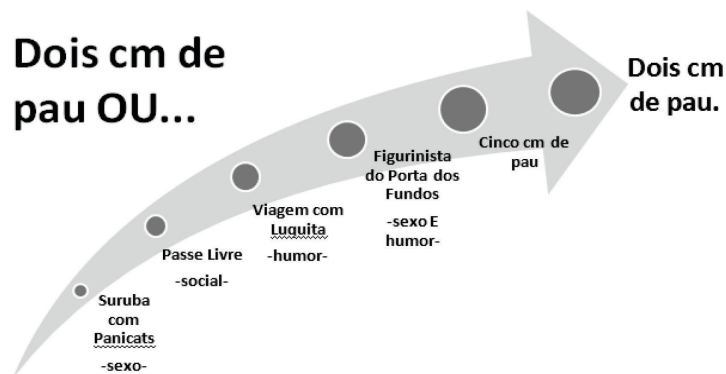 Dois cm de
pau OU...
Suruba
com
Panicats
-sexo-
Passe Livre
-social-
Viagem com
Luquita
-humor-
Figurinista
do Porta dos
Fundos
-sexo E
humor-
Cinco cm de
pau
Dois cm
de pau.